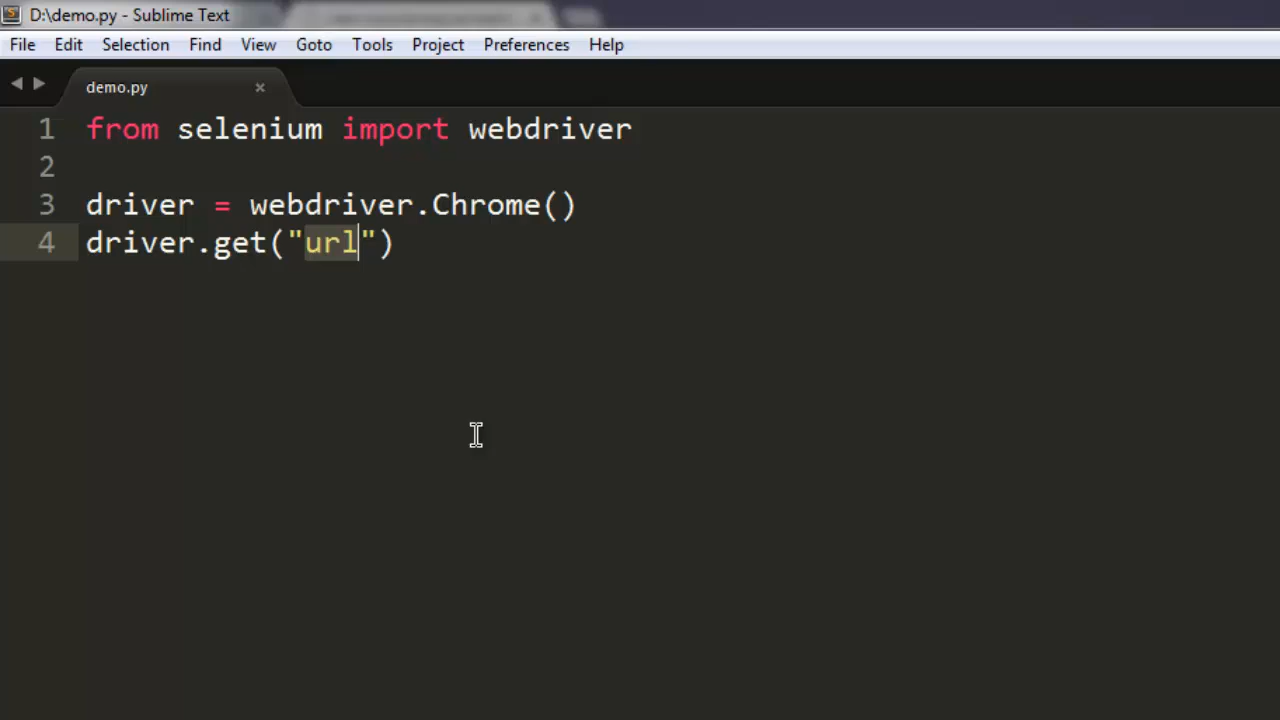 D:\demo.py - Sublime Text
File Edit Selection Find View Goto Tools Project Preferences Help
demo.py
1 from selenium import webdriver
2
3 driver = webdriver.Chrome()
4 driver.get("url")